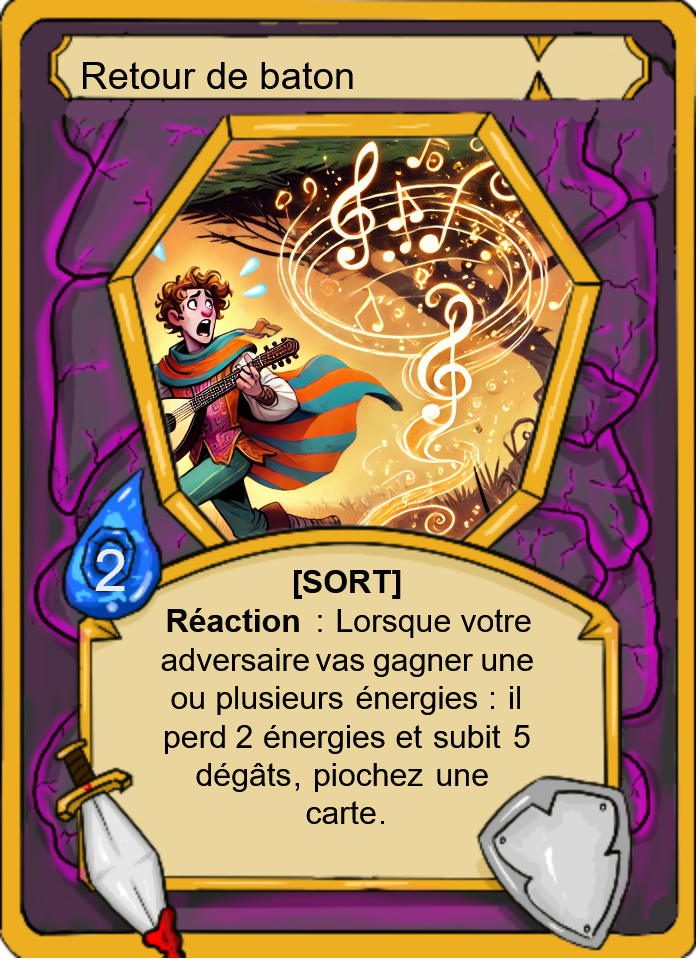 Retour de baton
2
[SORT]
Réaction : Lorsque votre
adversaire vas gagner une
ou plusieurs énergies : il
perd 2 énergies et subit 5
dégâts, piochez une
carte.